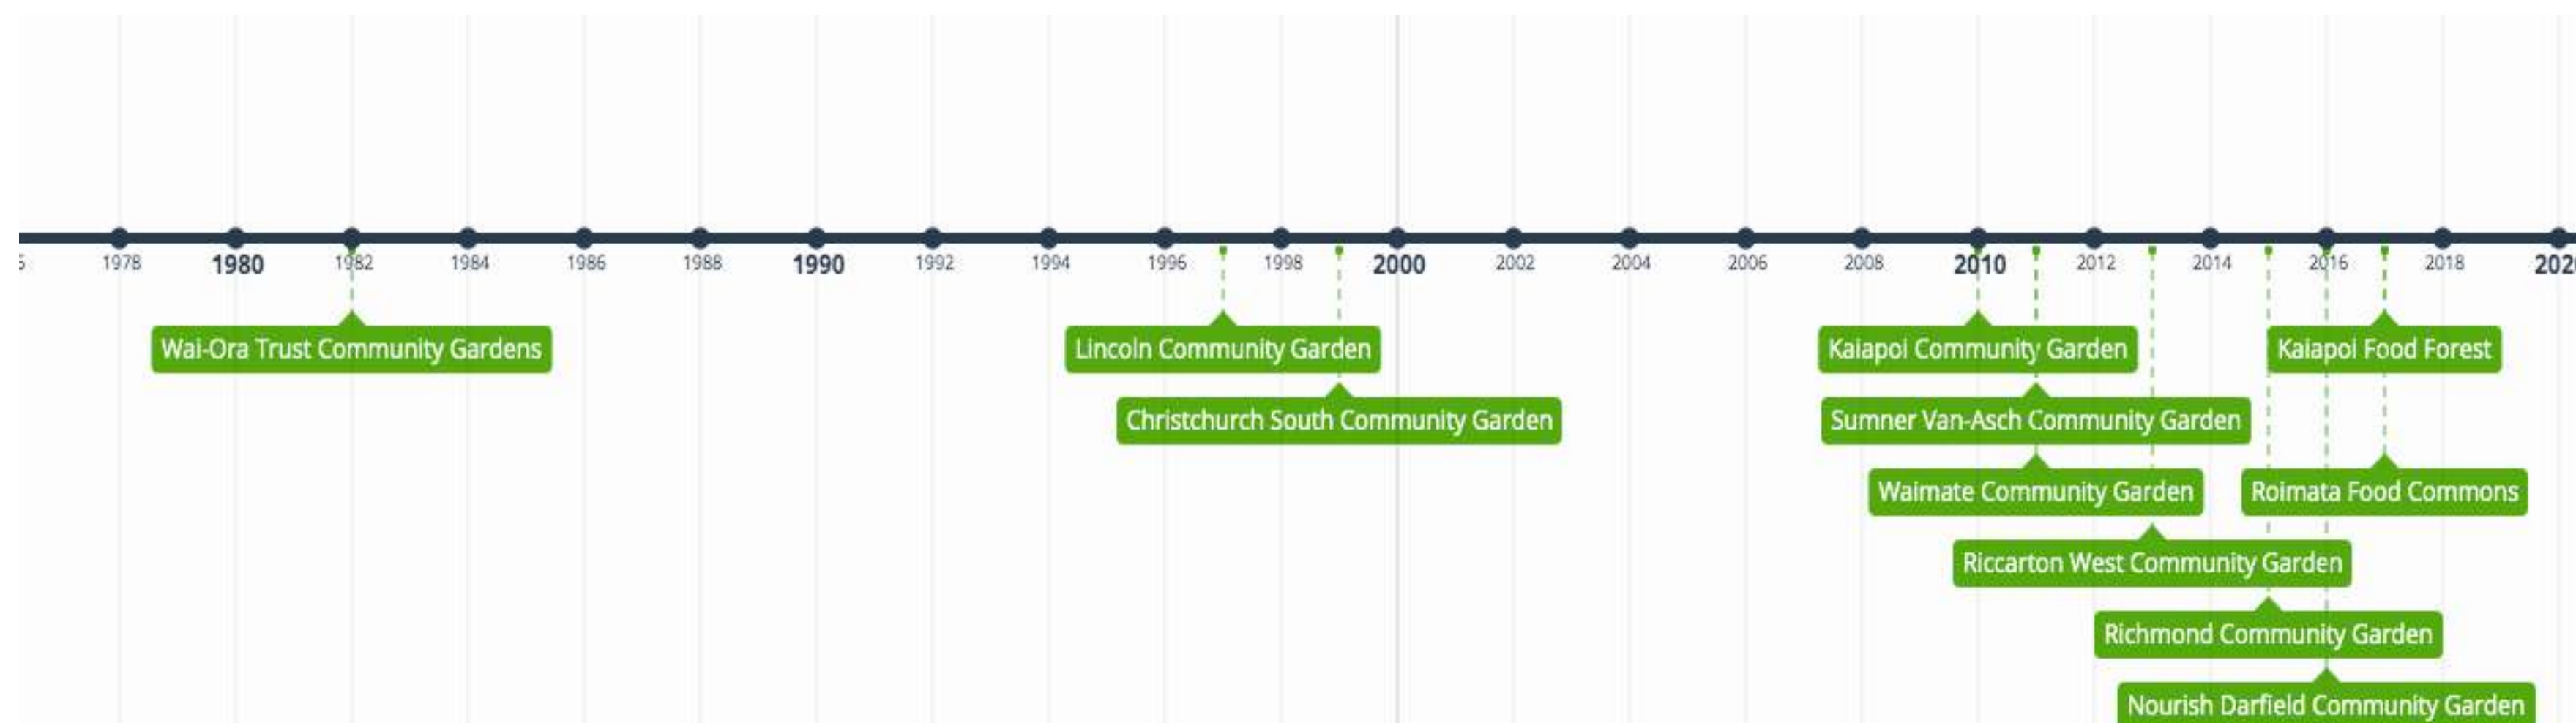 1978 1980 1982 1984 1986 1988 1990 1992 1994 1996 1998 2000 2002 2004 2006 2008 2010 2012 2014 2016 2018
Wai-Ora Trust Community Gardens Lincoln Community Garden Kaiapoi Community Garden Kaiapoi Food Forest
Christchurch South Community Garden Sumner Van-Asch Community Garden
Waimate Community Garden Roimata Food Commons
Riccarton West Community Garden
Richmond Community Garden
Nourish Darfield Community Garden